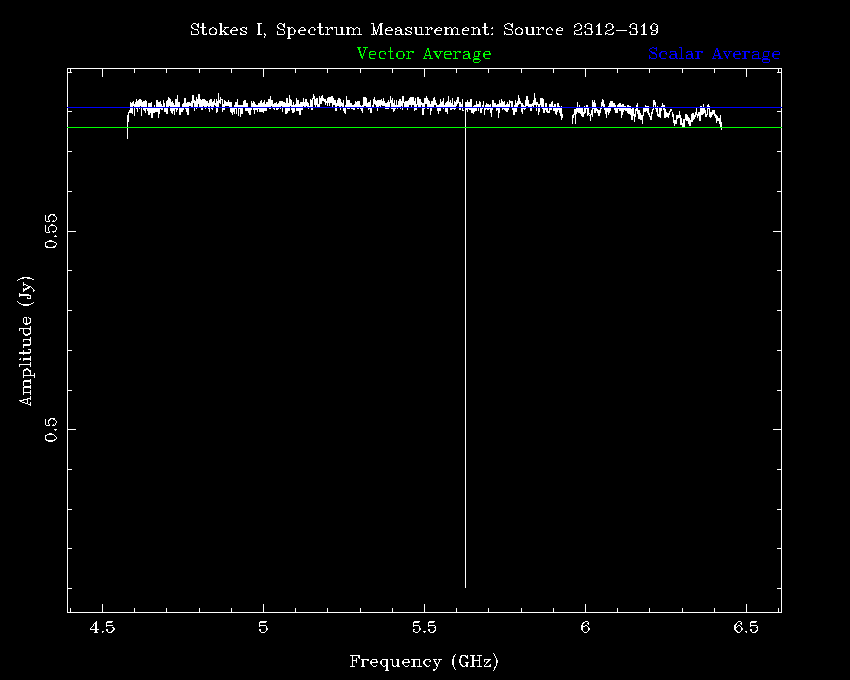 Stokes I, Spectrum Measurement: Source 2312−319
Vector Average Scalar Average
0.55
0.5
Amplitude (Jy)
4.5 5 5.5 6 6.5
Frequency (GHz)